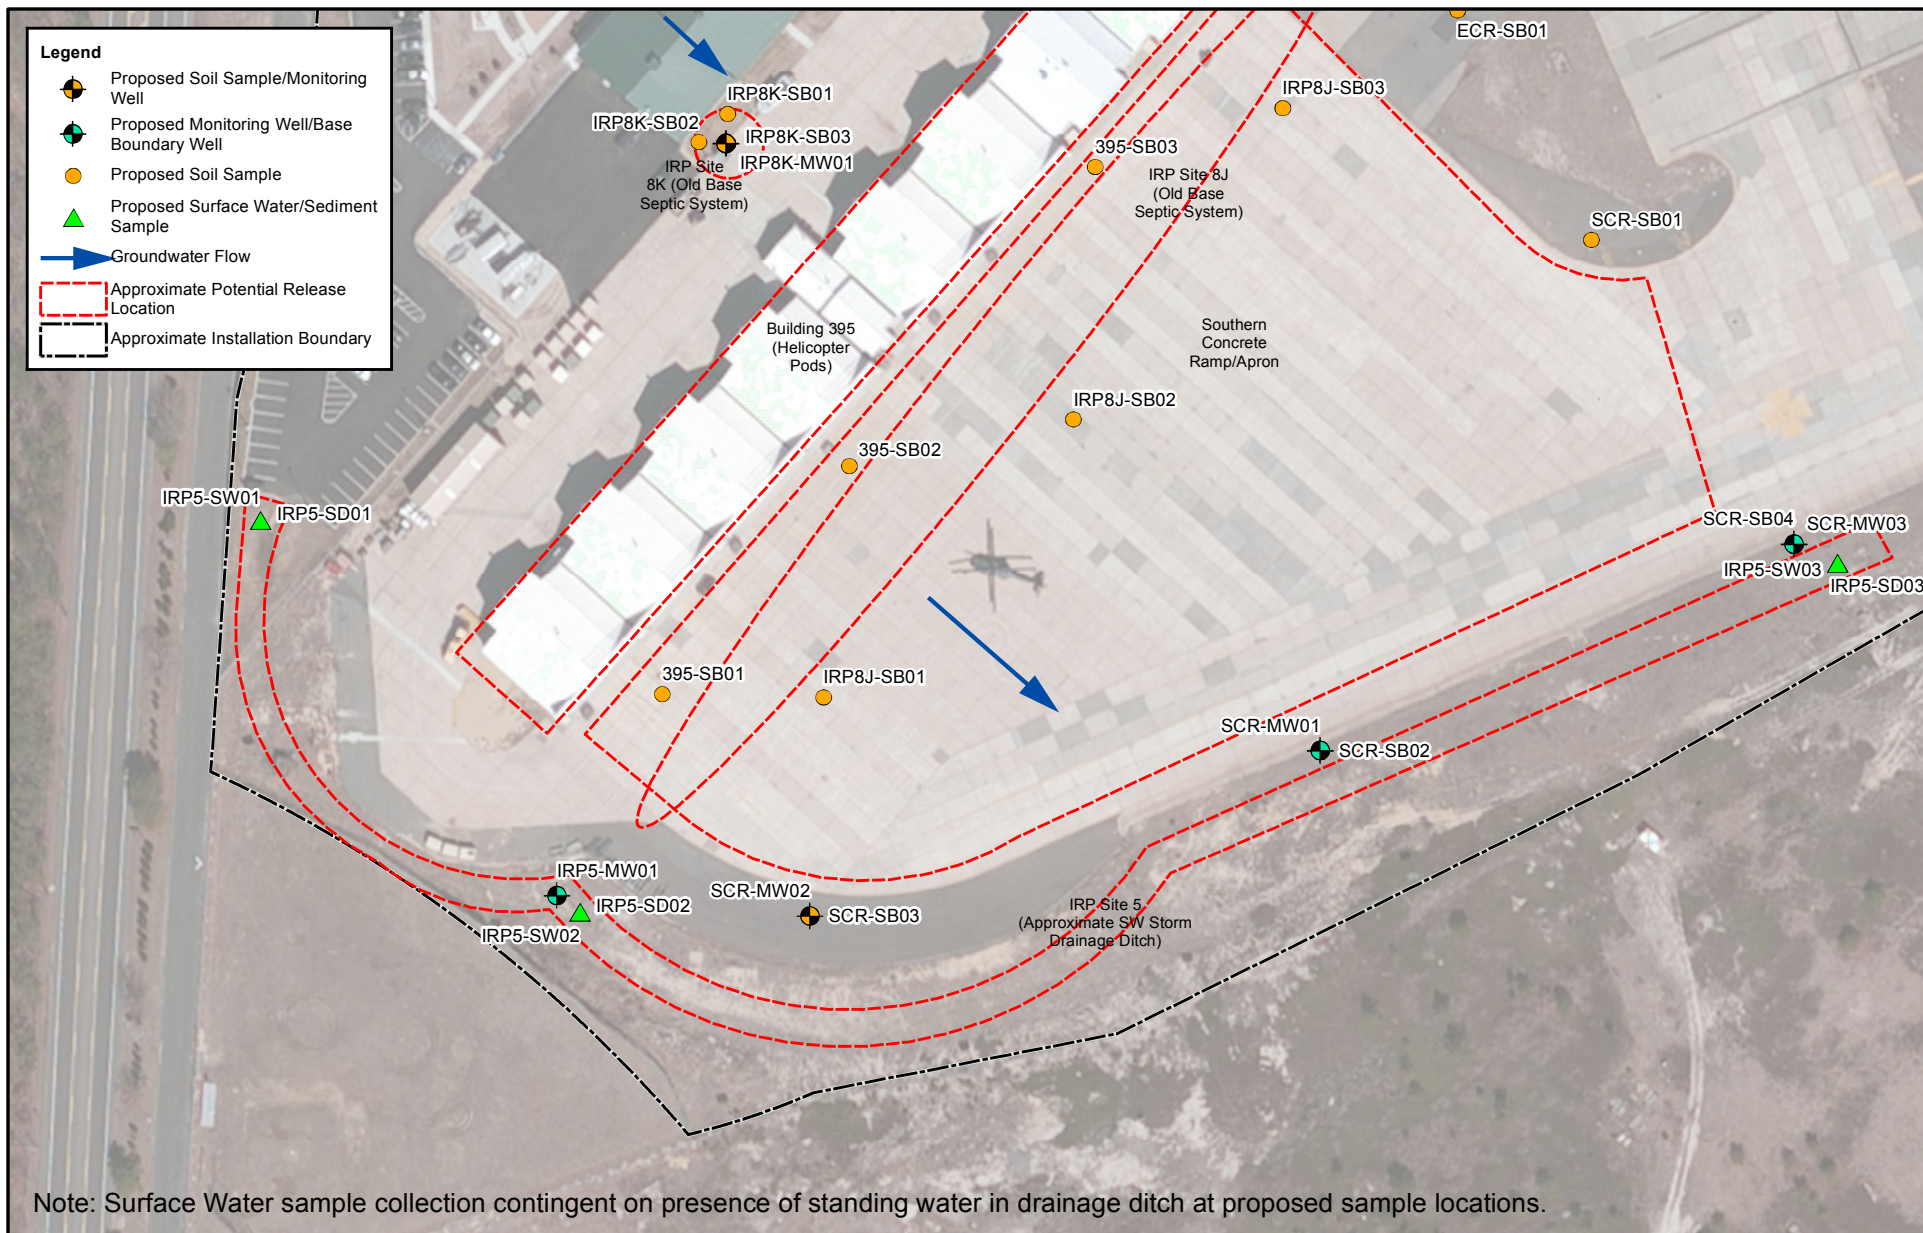 Legend
Proposed Soil Sample/Monitoring
Well
Proposed Monitoring Well/Base
Boundary Well
Proposed Soil Sample
Proposed Surface Water/Sediment
Sample
Groundwater Flow
Approximate Potential Release
Location
Approximate Installation Boundary
ECR-SB01
IRP8K-SB01
IRP8K-SB02
IRP8K-SB03
IRP8K-MW01
IRP Site
8K (Old Base
Septic System)
IRP8J-SB03
395-SB03
IRP Site 8J
(Old Base
Septic System)
SCR-SB01
Building 395
(Helicopter
Pods)
Southern
Concrete
Ramp/Apron
IRP8J-SB02
395-SB02
IRP5-SW01
IRP5-SD01
SCR-SB04
SCR-MW03
IRP5-SW03
IRP5-SD03
395-SB01
IRP8J-SB01
SCR-MW01
SCR-SB02
IRP5-MW01
IRP5-SD02
IRP5-SW02
SCR-MW02
SCR-SB03
IRP Site 5
(Approximate SW Storm
Drainage Ditch)
Note: Surface Water sample collection contingent on presence of standing water in drainage ditch at proposed sample locations.